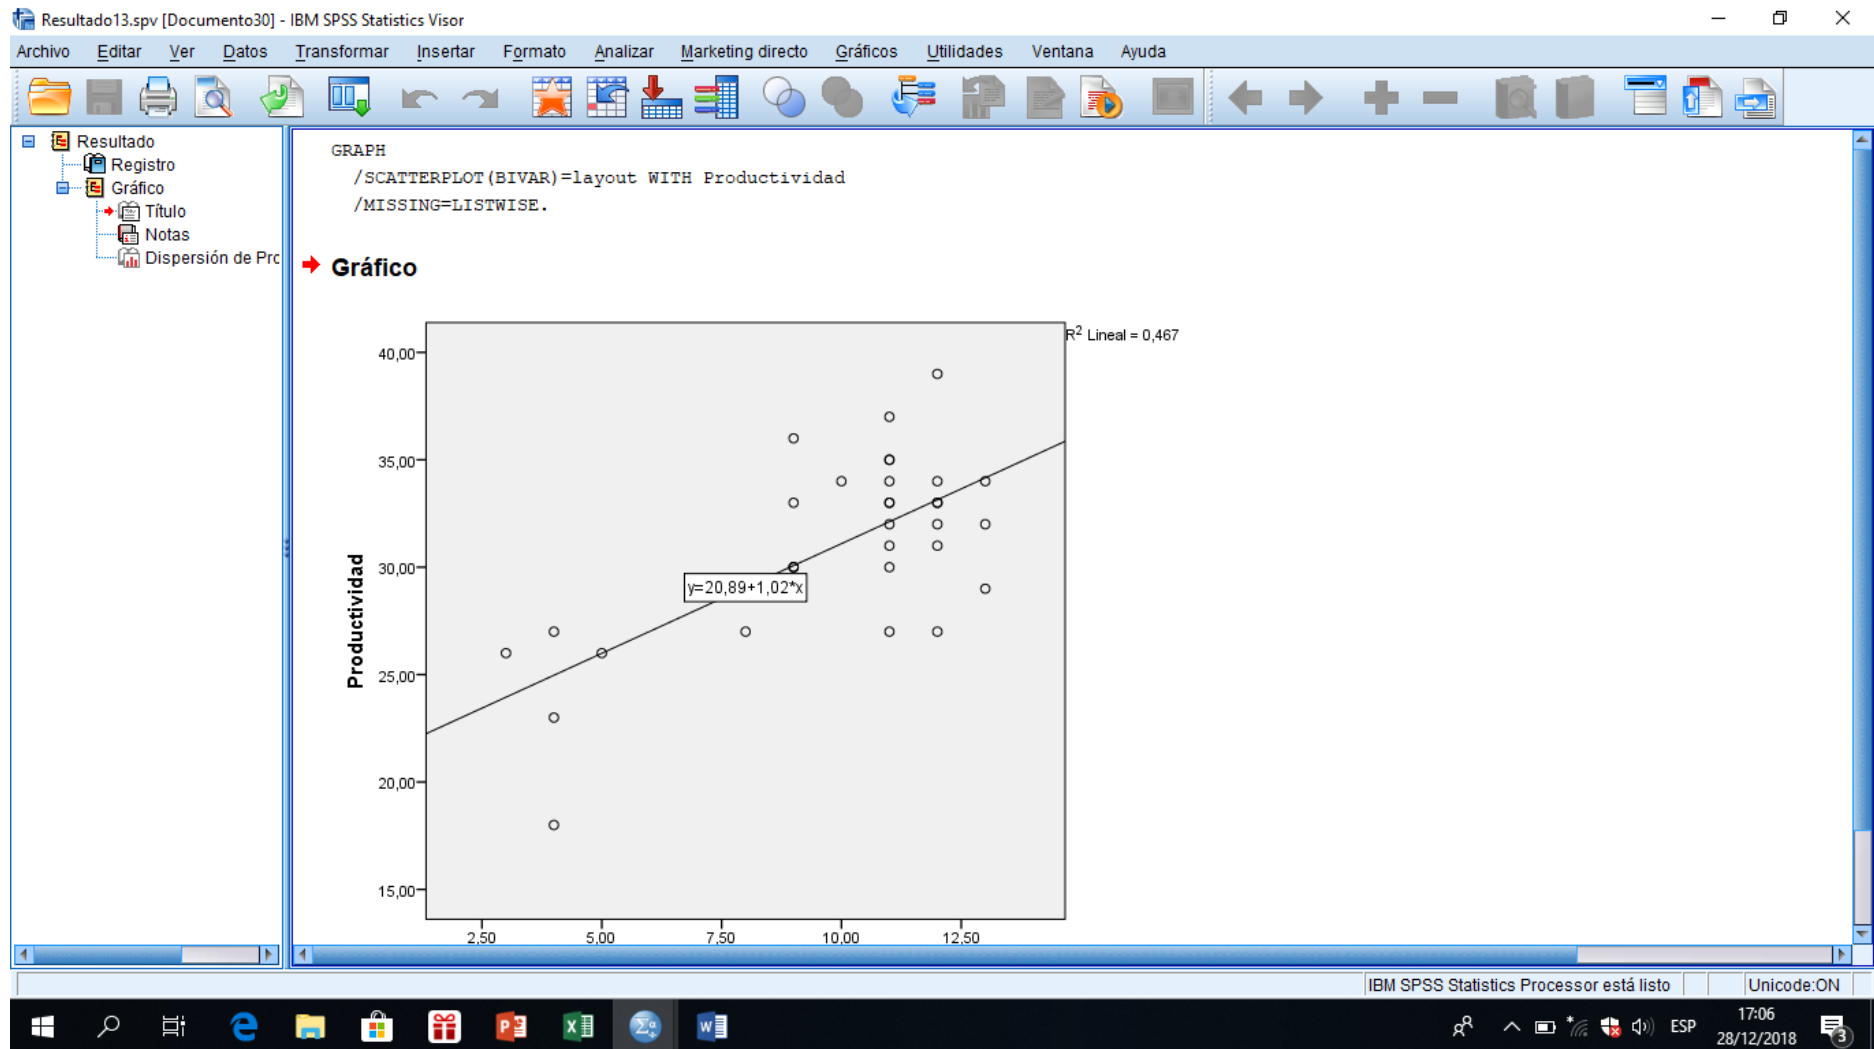 Resultado13.spv [Documento30] - IBM SPSS Statistics Visor
Archivo Editar Ver Datos Transformar Insertar Formato Analizar Marketing directo Gráficos Utilidades Ventana Ayuda
Resultado
Registro
Gráfico
Título
Notas
Dispersión de Prc
GRAPH
/SCATTERPLOT(BIVAR)=layout WITH Productividad
/MISSING=LISTWISE.
Gráfico
R2 Lineal = 0,467
40,00
35,00
30,00
25,00
20,00
15,00
Productividad
y=20,89+1,02*x
2,50 5,00 7,50 10,00 12,50
IBM SPSS Statistics Processor está listo Unicode:ON
ESP
17:06
28/12/2018
3